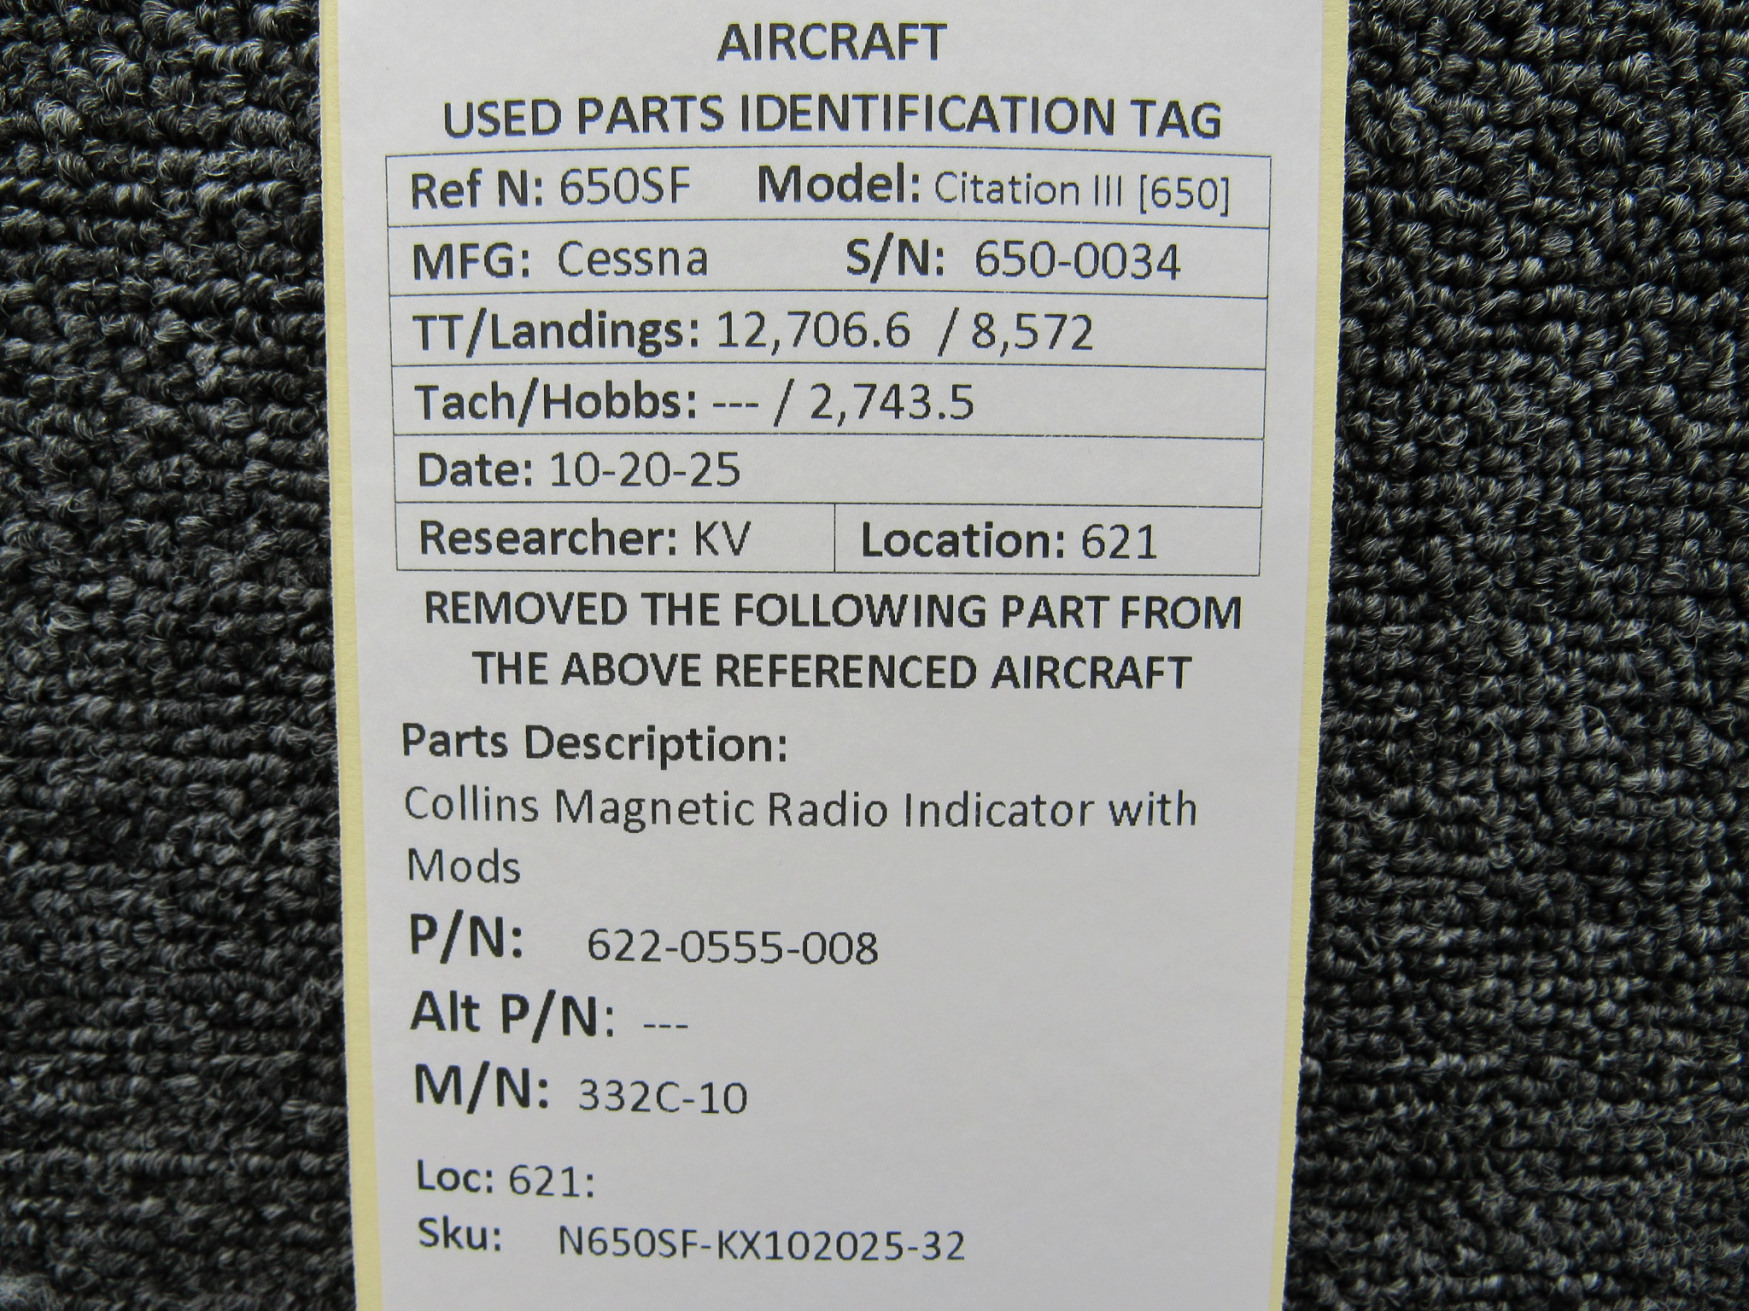 AIRCRAFT
USED PARTS IDENTIFICATION TAG
Ref N: 650SF Model: Citation III [650]
MFG: Cessna S/N: 650-0034
TT/Landings: 12,706.6 / 8,572
Tach/Hobbs: --- / 2,743.5
Date: 10-20-25
Researcher: KV Location: 621
REMOVED THE FOLLOWING PART FROM
THE ABOVE REFERENCED AIRCRAFT
Parts Description:
Collins Magnetic Radio Indicator with
Mods
P/N: 622-0555-008
Alt P/N: ---
M/N: 332C-10
Loc: 621:
Sku: N650SF-KX102025-32